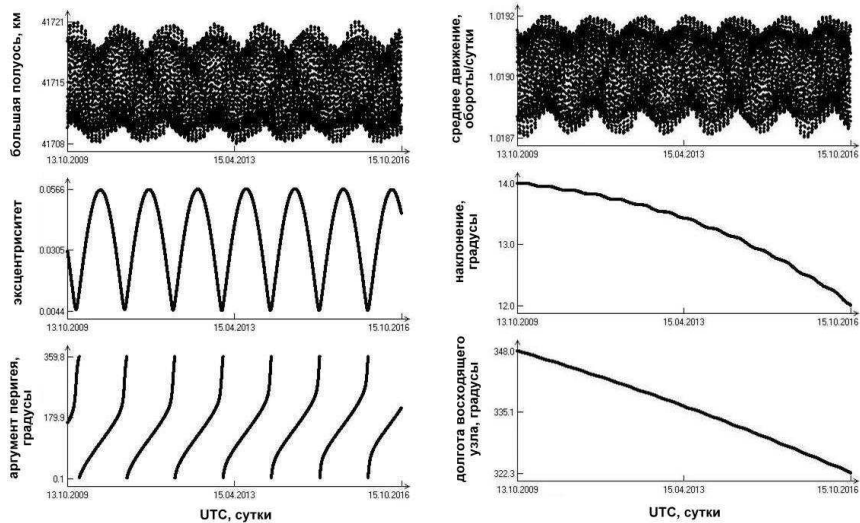 большая полуось, км
41721
41715
41708
13.10.2009 15.04.2013 15.10.2016
среднее движение,
обороты/сутки
1.0192
1.0190
1.0187
13.10.2009 15.04.2013 15.10.2016
эксцентриситет
0.0566
0.0305
0.0044
13.10.2009 15.04.2013 15.10.2016
наклонение,
градусы
14.0
13.0
12.0
13.10.2009 15.04.2013 15.10.2016
аргумент перигея,
градусы
359.8
179.9
0.1
13.10.2009 15.04.2013 15.10.2016
UTC, сутки
долгота восходящего
узла, градусы
348.0
335.1
322.3
13.10.2009 15.04.2013 15.10.2016
UTC, сутки